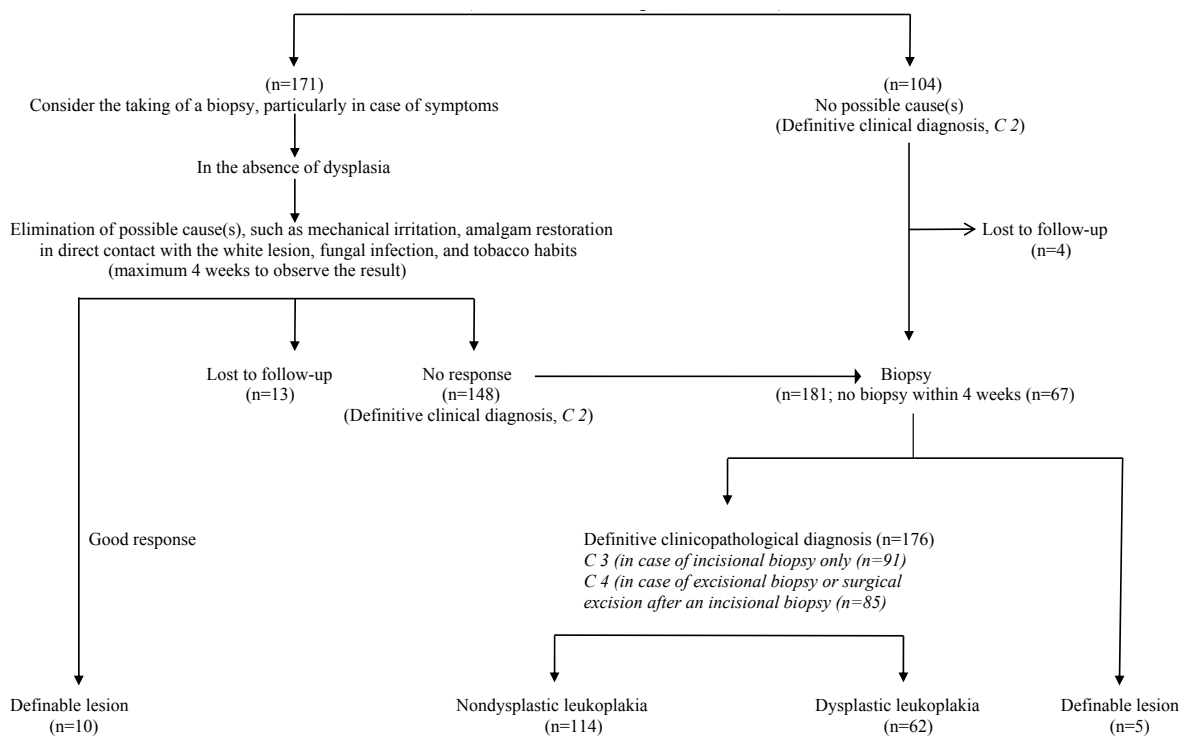 (n=171)
Consider the taking of a biopsy, particularly in case of symptoms
(n=104)
No possible cause(s)
(Definitive clinical diagnosis, C 2)
In the absence of dysplasia
Elimination of possible cause(s), such as mechanical irritation, amalgam restoration
in direct contact with the white lesion, fungal infection, and tobacco habits
(maximum 4 weeks to observe the result)
Lost to follow-up
(n=4)
Lost to follow-up
(n=13)
No response
(n=148)
(Definitive clinical diagnosis, C 2)
Biopsy
(n=181; no biopsy within 4 weeks (n=67)
Good response
Definitive clinicopathological diagnosis (n=176)
C 3 (in case of incisional biopsy only (n=91)
C 4 (in case of excisional biopsy or surgical
excision after an incisional biopsy (n=85)
Definable lesion
(n=10)
Nondysplastic leukoplakia
(n=114)
Dysplastic leukoplakia
(n=62)
Definable lesion
(n=5)